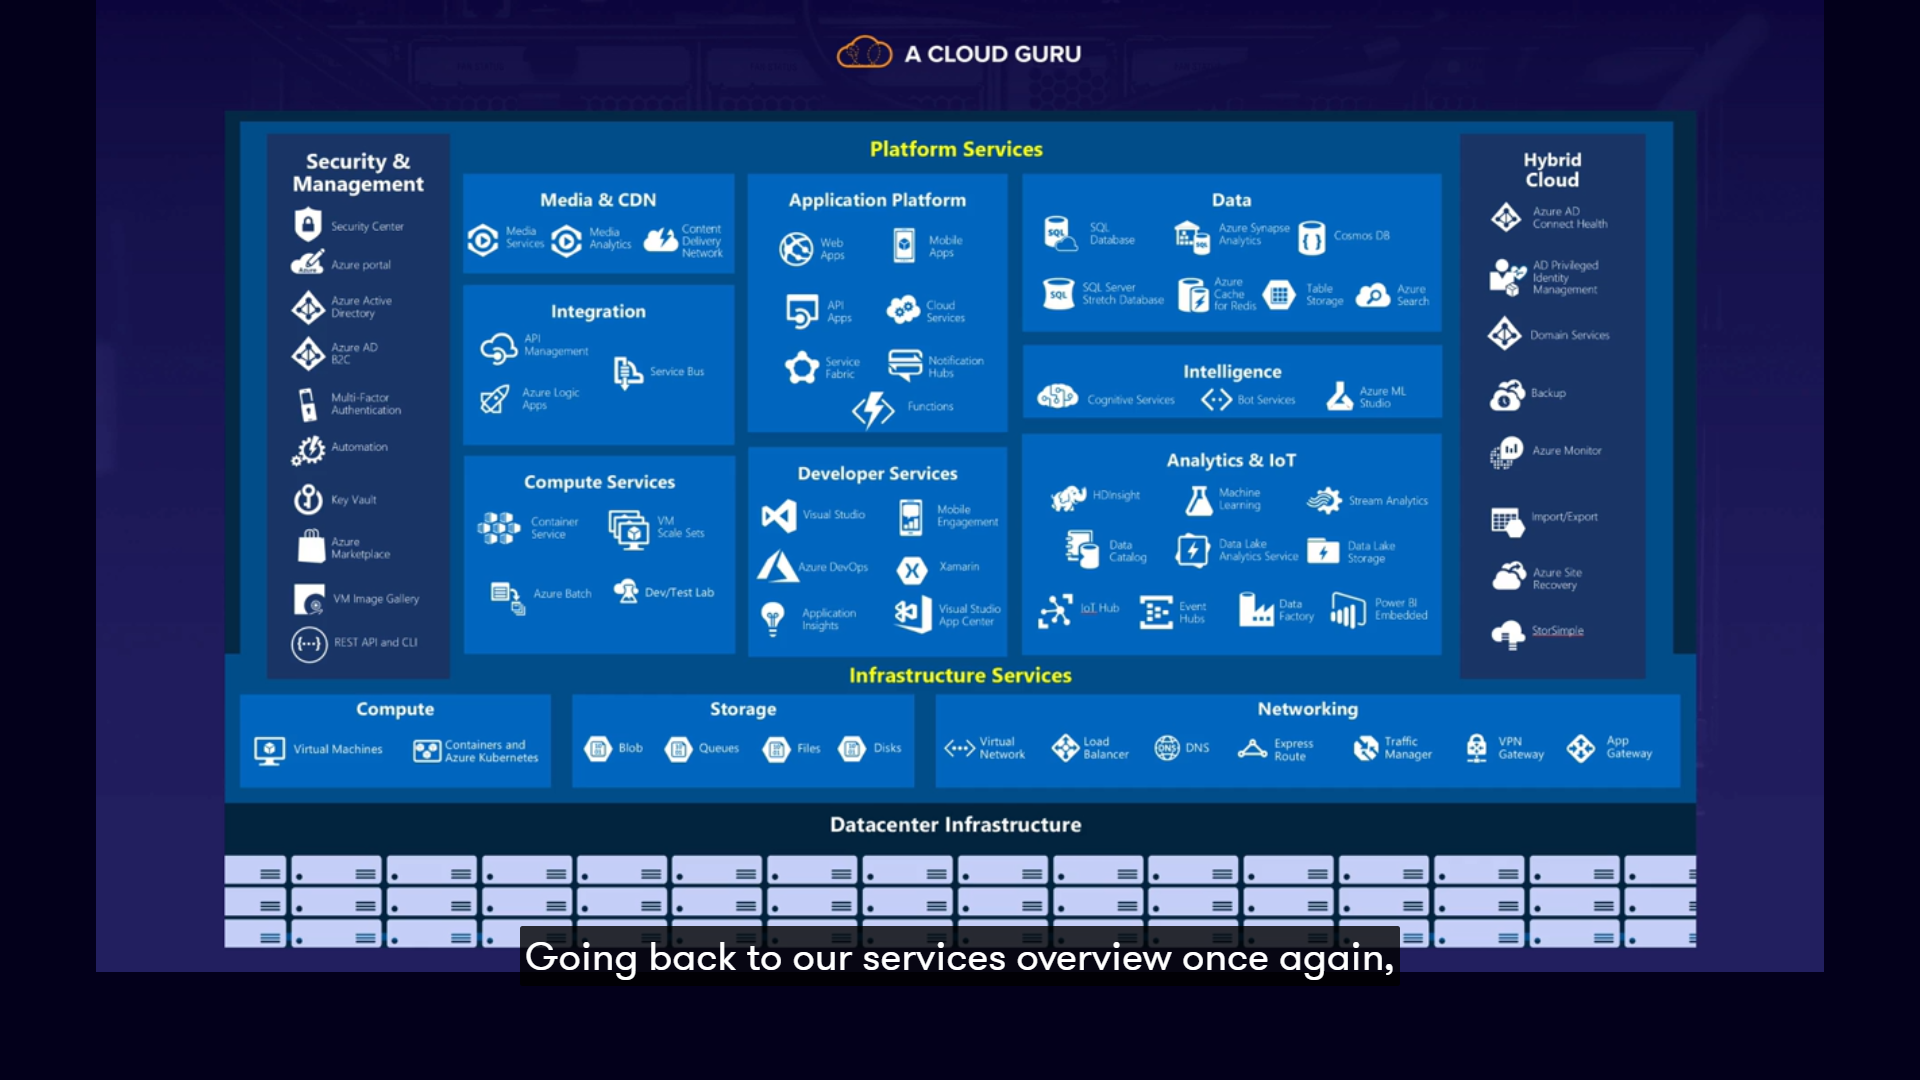 A CLOUD GURU
Platform Services
Security &
Management
Security Center
Azure
Azure portal
Azure Active
Directory
Azure AD
B2C
Multi-Factor
Authentication
Automation
Key Vault
Azure
Marketplace
VM Image Gallery
REST API and CLI
Media & CDN
Media
Services
Media
Analytics
Content
Delivery
Network
Integration
API
Management
Service Bus
Azure Logic
Apps
Compute Services
Container
Service
VM
Scale Sets
Azure Batch
Dev/Test Lab
Application Platform
Web
Apps
Mobile
Apps
API
Apps
Cloud
Services
Service
Fabric
Notification
Hubs
Functions
Developer Services
Visual Studio
Mobile
Engagement
Azure DevOps
Xamarin
Application
Insights
Visual Studio
App Center
Data
SQL
SQL
Database
SQL
Azure Synapse
Analytics
Cosmos DB
SQL
SQL Server
Stretch Database
Azure
Cache
for Redis
Table
Storage
Azure
Search
Intelligence
Cognitive Services
Bot Services
Azure ML
Studio
Analytics & IoT
HDInsight
Machine
Learning
Stream Analytics
Data
Catalog
Data Lake
Analytics Service
Data Lake
Storage
IoT Hub
Event
Hubs
Data
Factory
Power BI
Embedded
Hybrid
Cloud
Azure AD
Connect Health
AD Privileged
Identity
Management
Domain Services
Backup
Azure Monitor
Import/Export
Azure Site
Recovery
StorSimple
Infrastructure Services
Compute
Virtual Machines
Containers and
Azure Kubernetes
Storage
Blob
Queues
Files
Disks
Networking
Virtual
Network
Load
Balancer
DNS
DNS
Express
Route
Traffic
Manager
VPN
Gateway
App
Gateway
Datacenter Infrastructure
Going back to our services overview once again,